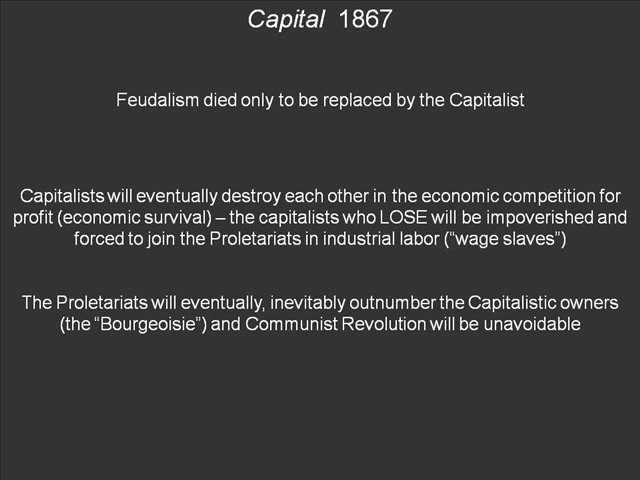 Capital 1867
Feudalism died only to be replaced by the Capitalist
Capitalists will eventually destroy each other in the economic competition for
profit (economic survival) – the capitalists who LOSE will be impoverished and
forced to join the Proletariats in industrial labor (“wage slaves”)
The Proletariats will eventually, inevitably outnumber the Capitalistic owners
(the “Bourgeoisie”) and Communist Revolution will be unavoidable